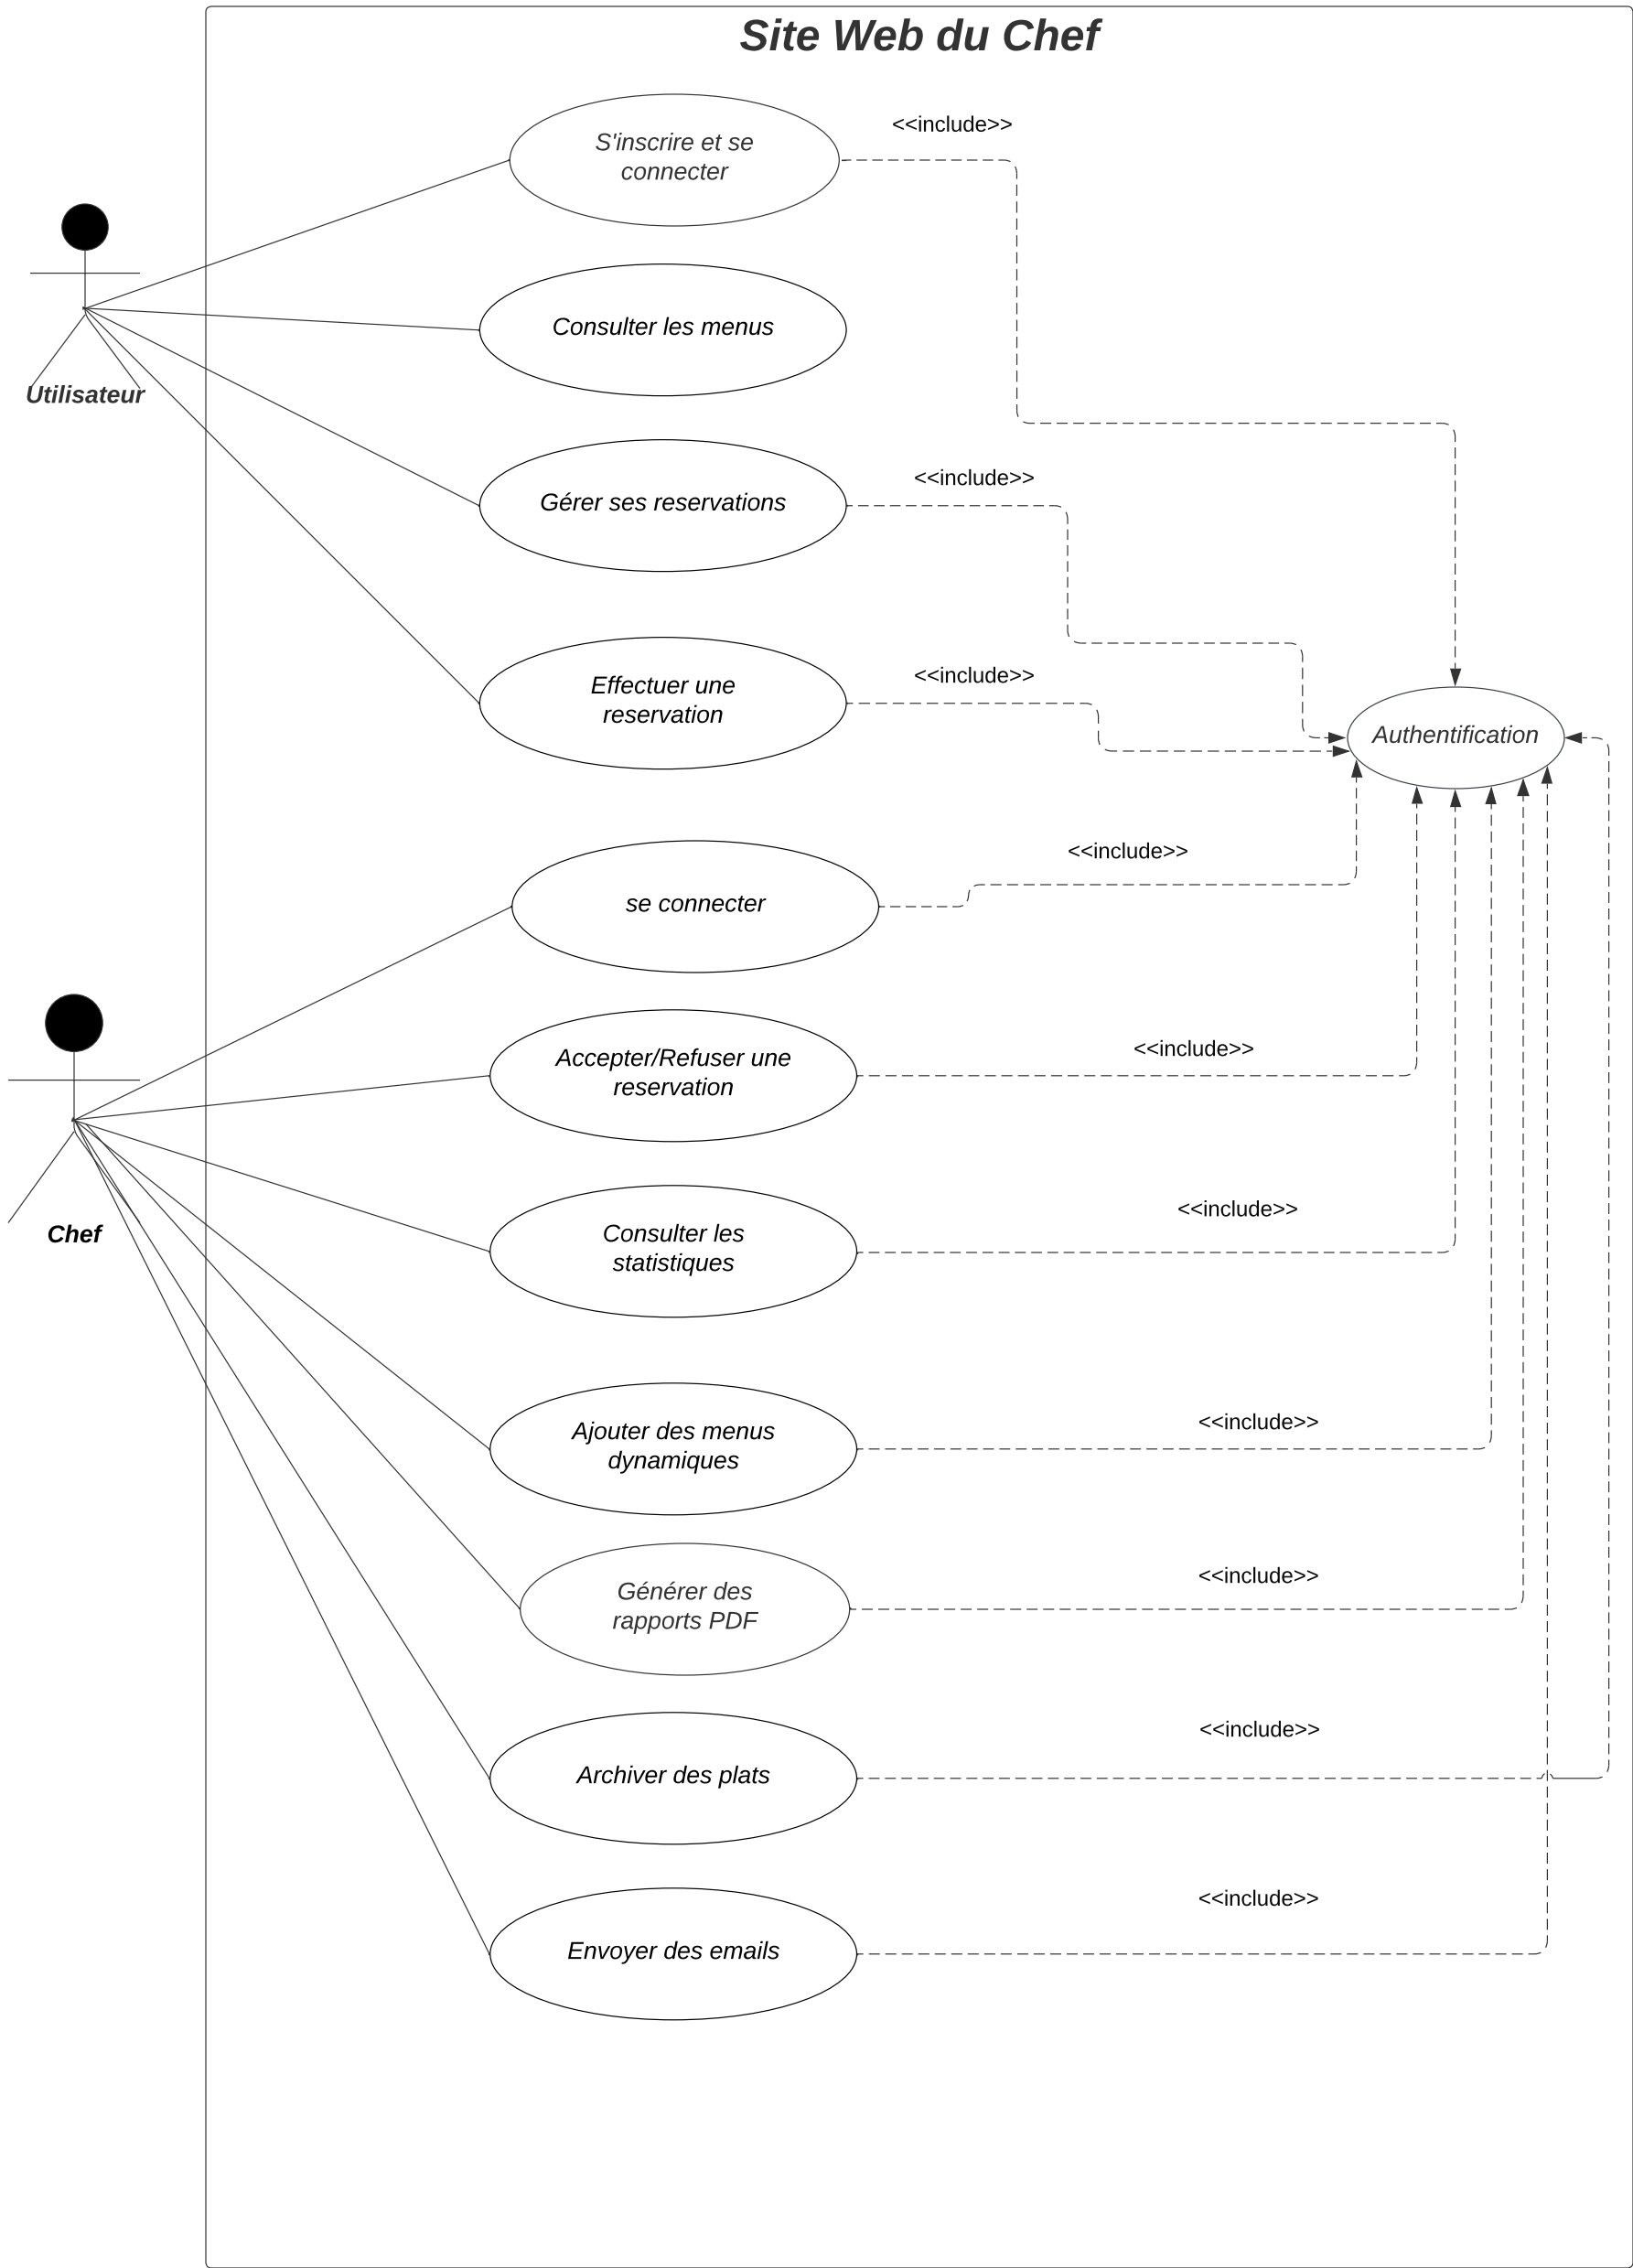 Site Web du Chef
S'inscrire et se
connecter
<<include>>
Consulter les menus
Utilisateur
Gérer ses reservations
<<include>>
Effectuer une
reservation
<<include>>
Authentification
se connecter
<<include>>
Accepter/Refuser une
reservation
<<include>>
Chef
Consulter les
statistiques
<<include>>
Ajouter des menus
dynamiques
<<include>>
Générer des
rapports PDF
<<include>>
Archiver des plats
<<include>>
Envoyer des emails
<<include>>